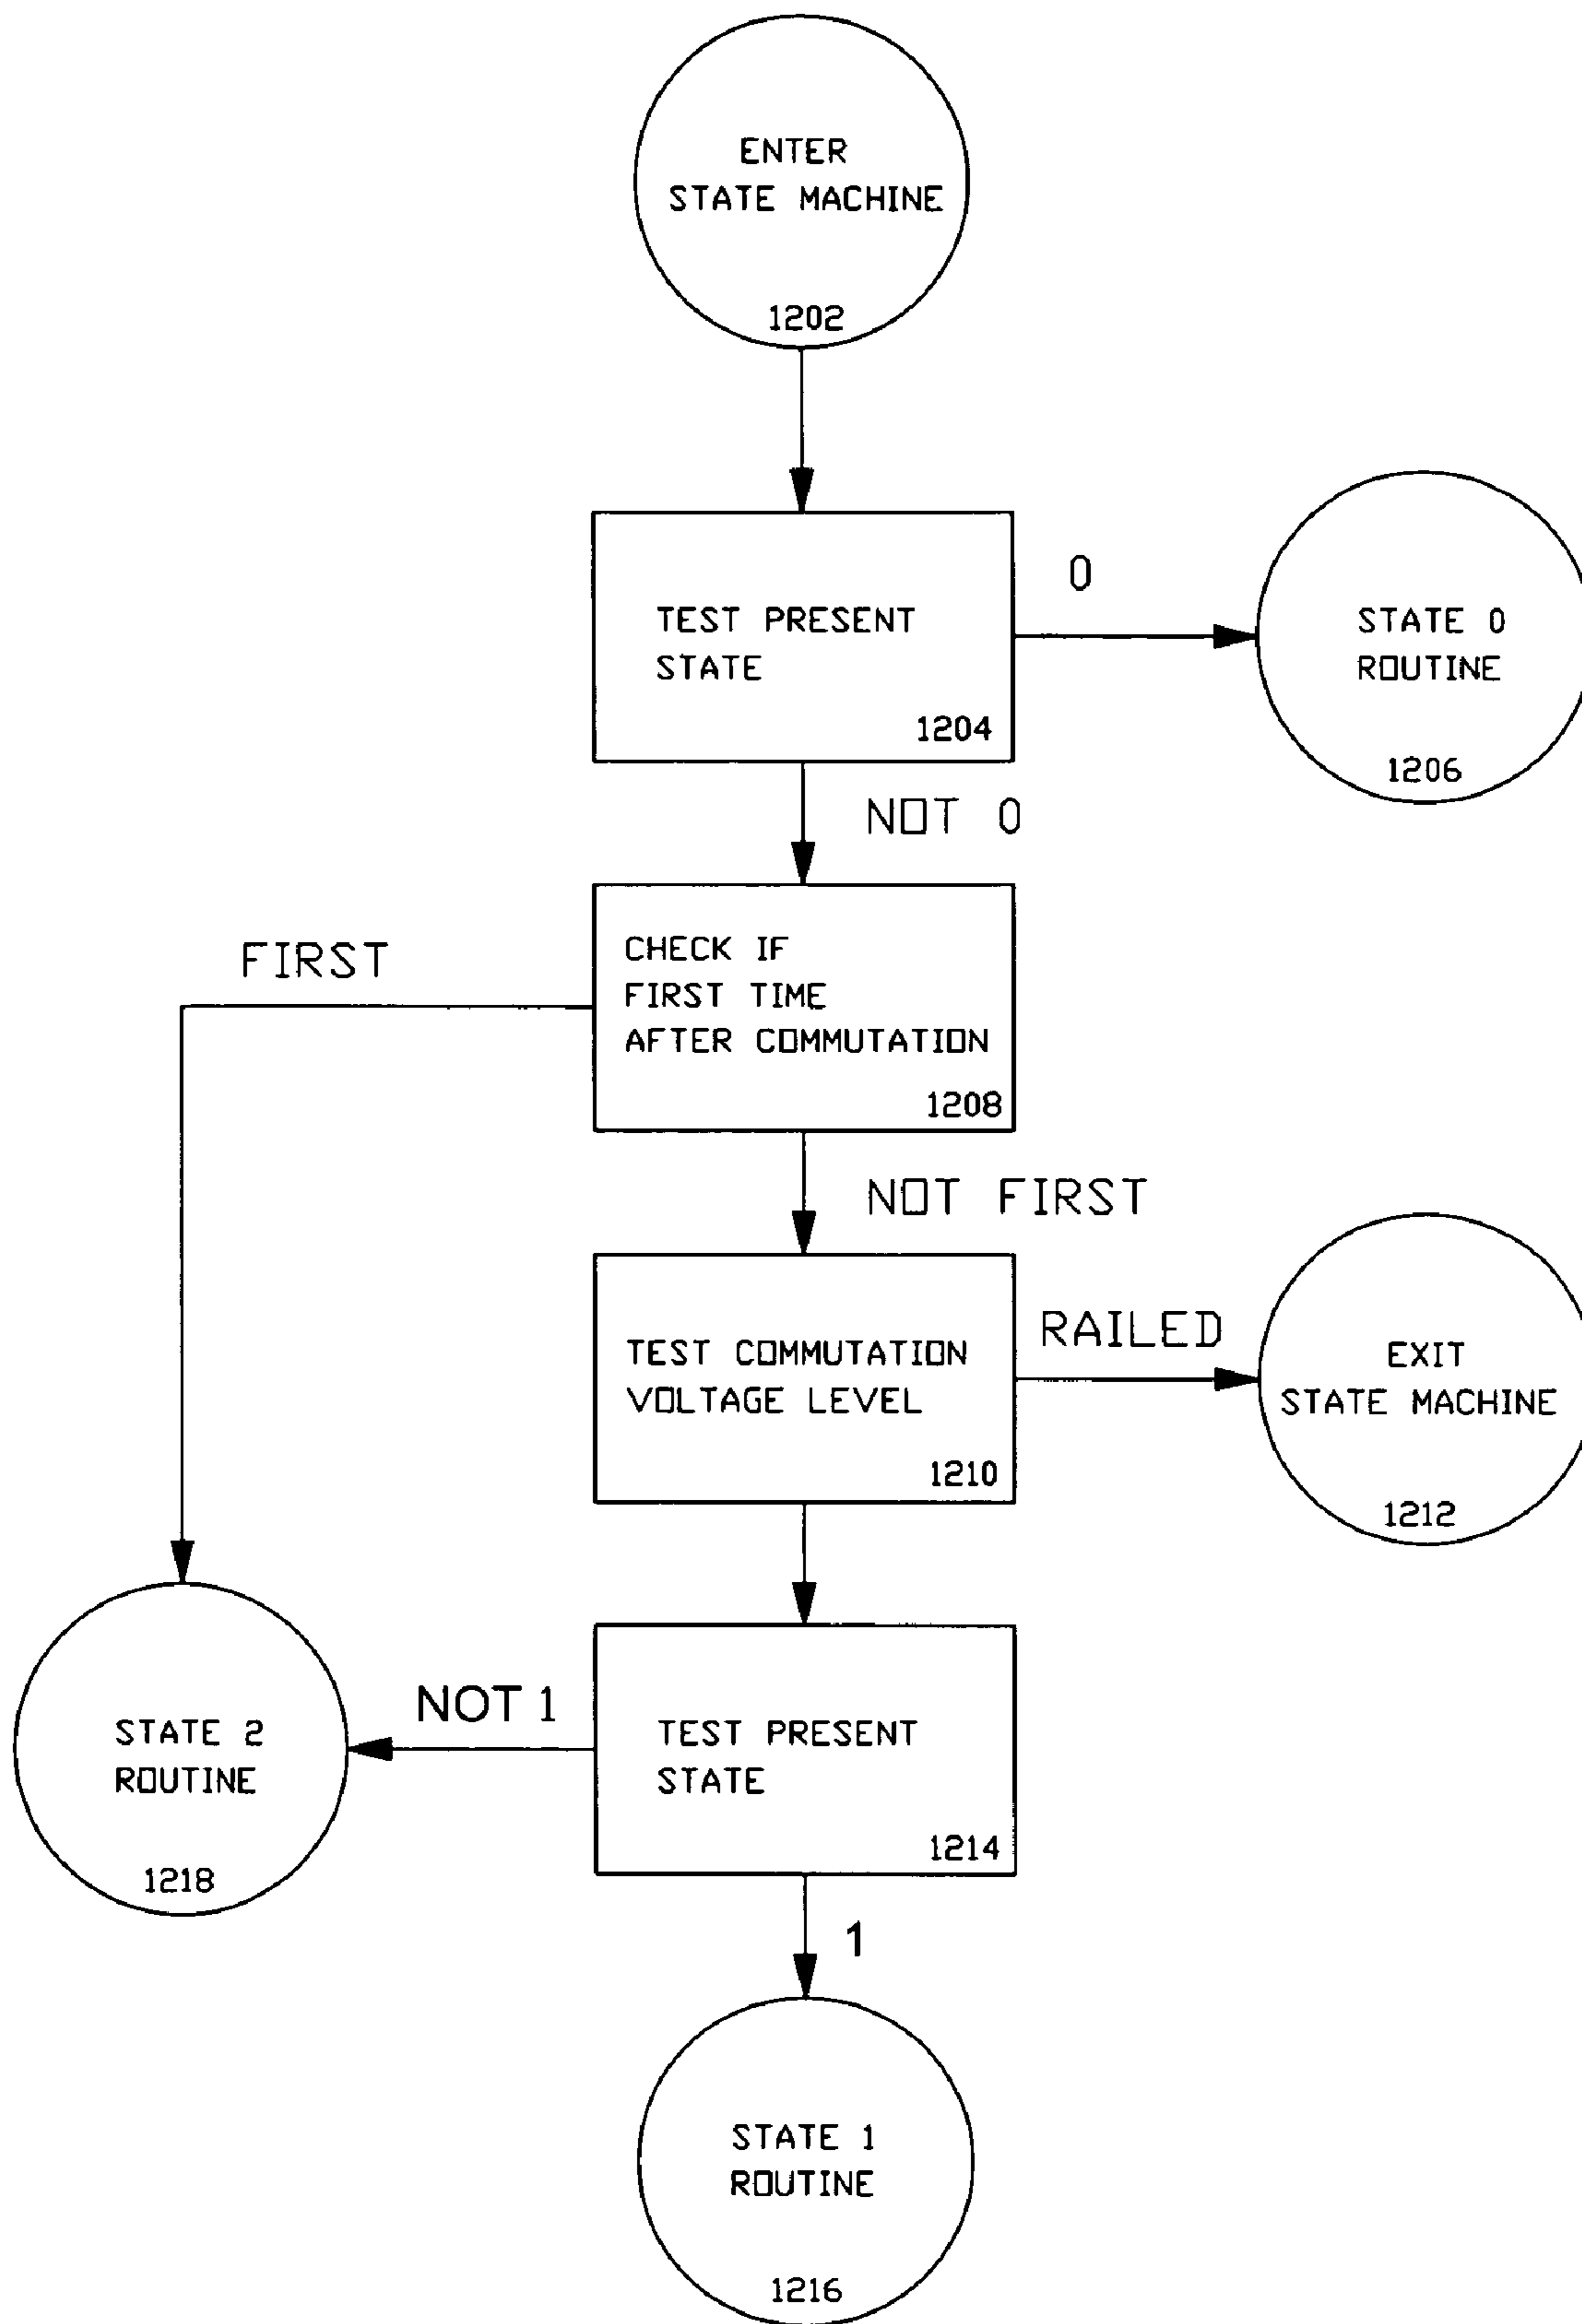 ENTER
STATE MACHINE
1202
TEST PRESENT
STATE
1204
0
STATE 0
ROUTINE
1206
NOT 0
CHECK IF
FIRST TIME
AFTER COMMUTATION
1208
FIRST
NOT FIRST
TEST COMMUTATION
VOLTAGE LEVEL
1210
RAILED
EXIT
STATE MACHINE
1212
TEST PRESENT
STATE
1214
NOT 1
STATE 2
ROUTINE
1218
1
STATE 1
ROUTINE
1216